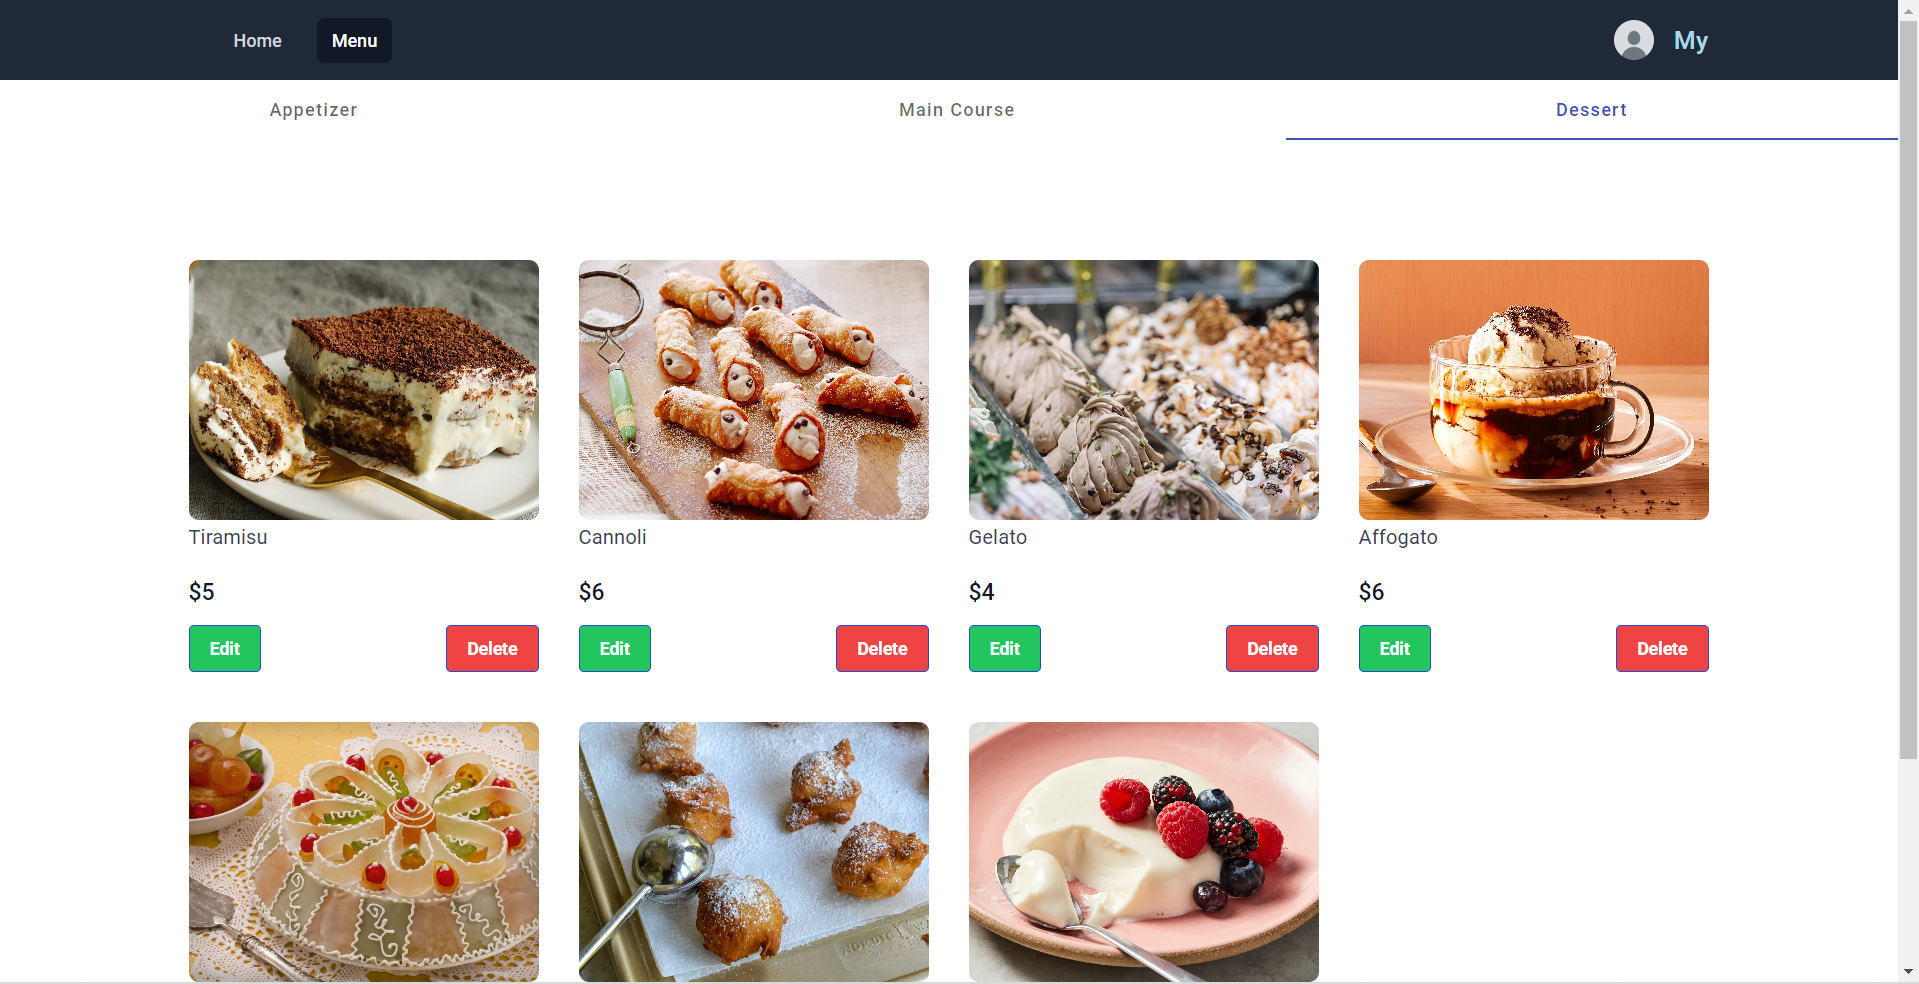 Home Menu My
Appetizer Main Course Dessert
Tiramisu Cannoli Gelato Affogato
$5 $6 $4 $6
Edit Delete Edit Delete Edit Delete Edit Delete